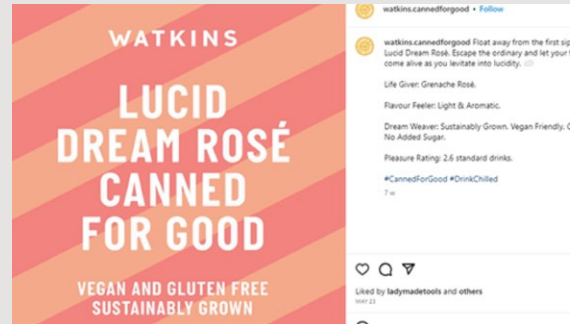 WATKINS
LUCID
DREAM ROSÉ
CANNED
FOR GOOD
VEGAN AND GLUTEN FREE
SUSTAINABLY GROWN
watkins.cannedforgood • Follow
watkins.cannedforgood Float away from the first sip
Lucid Dream Rosé. Escape the ordinary and let your
come alive as you levitate into lucidity.
Life Giver: Grenache Rosé.
Flavour Feeler: Light & Aromatic.
Dream Weaver: Sustainably Grown. Vegan Friendly.
No Added Sugar.
Pleasure Rating: 2.6 standard drinks.
#CannedForGood #DrinkChilled
7 w
Liked by ladymadetools and others
MAY 23